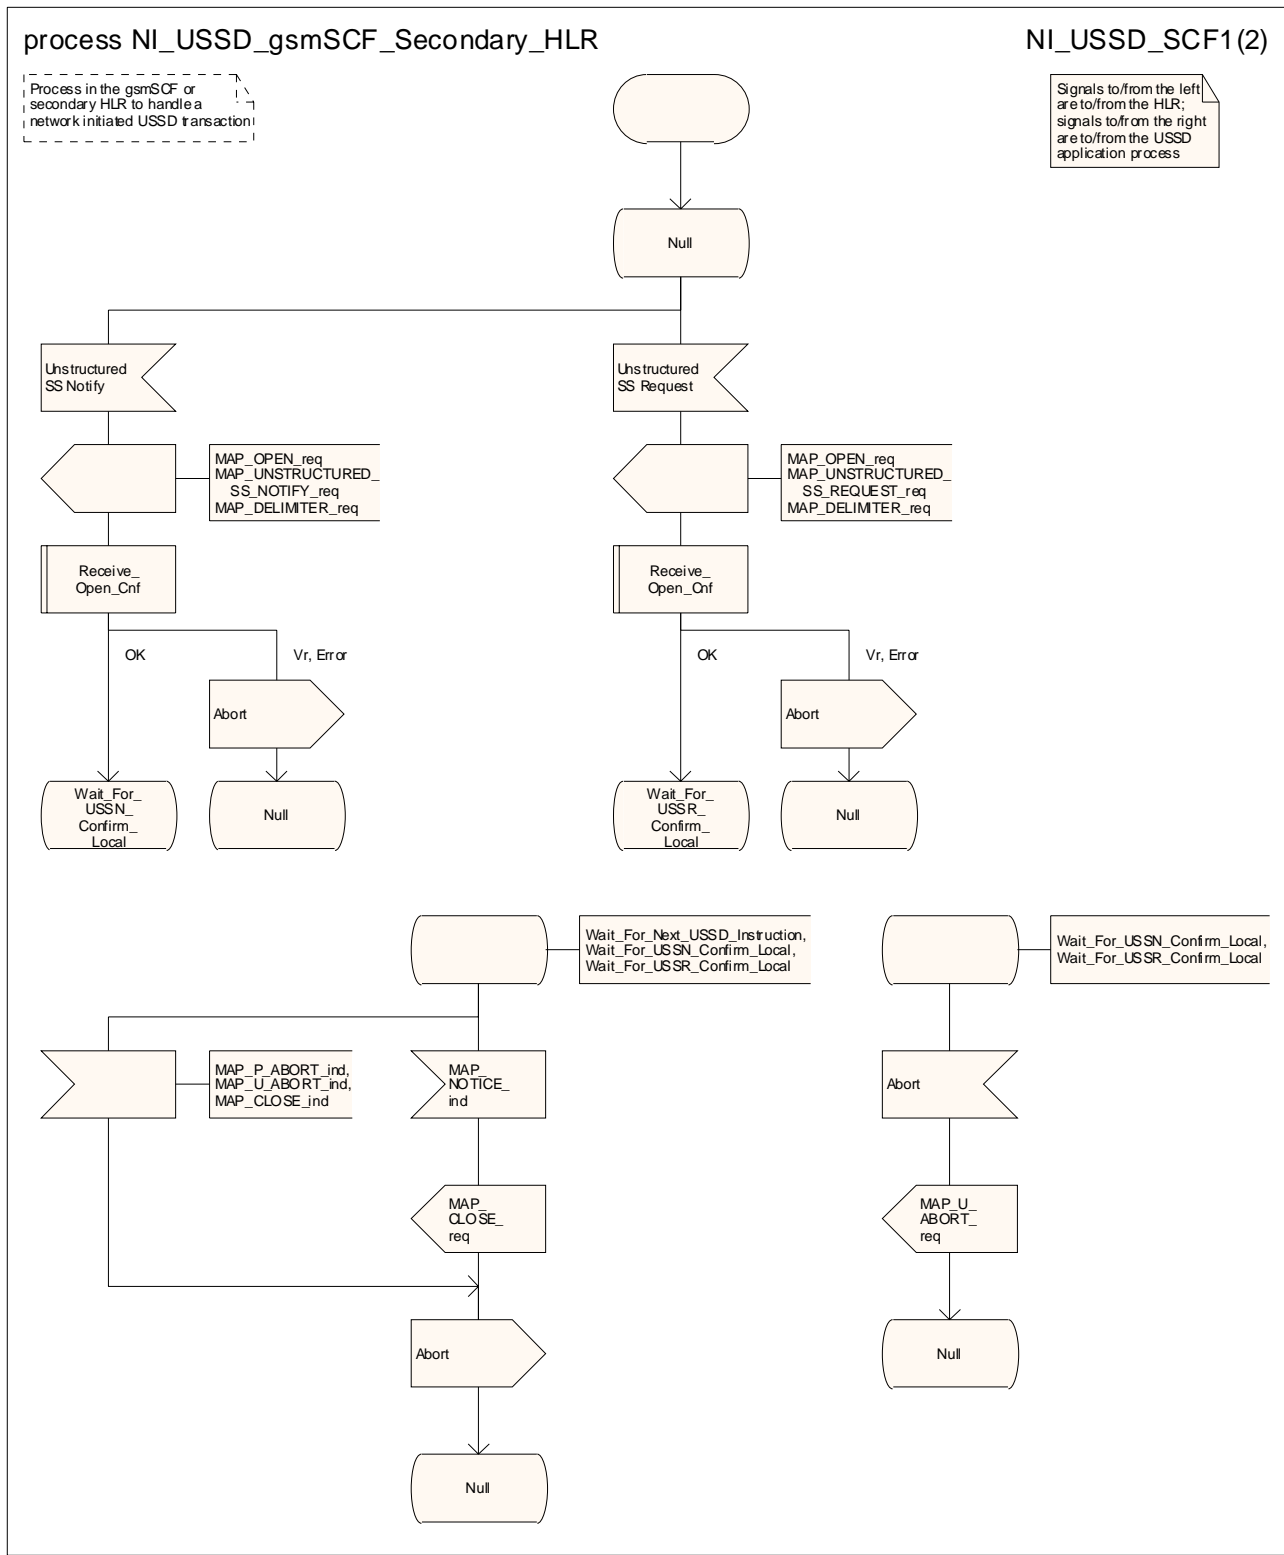 process NI_USSD_gsmSCF_Secondary_HLR
NI_USSD_SCF1(2)
Process in the gsmSCF or
secondary HLR to handle a
network initiated USSD transaction
Signals to/from the left
are to/from the HLR;
signals to/from the right
are to/from the USSD
application process
Null
Unstructured
SS Notify
Unstructured
SS Request
MAP_OPEN_req
MAP_UNSTRUCTURED_
SS_NOTIFY_req
MAP_DELIMITER_req
MAP_OPEN_req
MAP_UNSTRUCTURED_
SS_REQUEST_req
MAP_DELIMITER_req
Receive_
Open_Cnf
Receive_
Open_Cnf
OK
Vr, Error
OK
Vr, Error
Abort
Abort
Wait_For_
USSN_
Confirm_
Local
Null
Wait_For_
USSR_
Confirm_
Local
Null
Wait_For_Next_USSD_Instruction,
Wait_For_USSN_Confirm_Local,
Wait_For_USSR_Confirm_Local
Wait_For_USSN_Confirm_Local,
Wait_For_USSR_Confirm_Local
MAP_P_ABORT_ind,
MAP_U_ABORT_ind,
MAP_CLOSE_ind
MAP_
NOTICE_
ind
Abort
MAP_
CLOSE_
req
MAP_U_
ABORT_
req
Abort
Null
Null